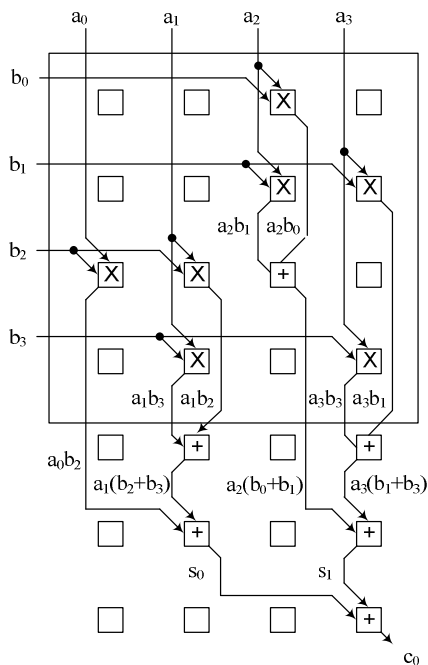 a₀ a₁ a₂ a₃
b₀
X
b₁
X X
a₂b₁ a₂b₀
b₂
X X +
b₃
X X
a₁b₃ a₁b₂ a₃b₃ a₃b₁
+ +
a₀b₂
a₁(b₂+b₃) a₂(b₀+b₁) a₃(b₁+b₃)
+ +
s₀ s₁
+
c₀